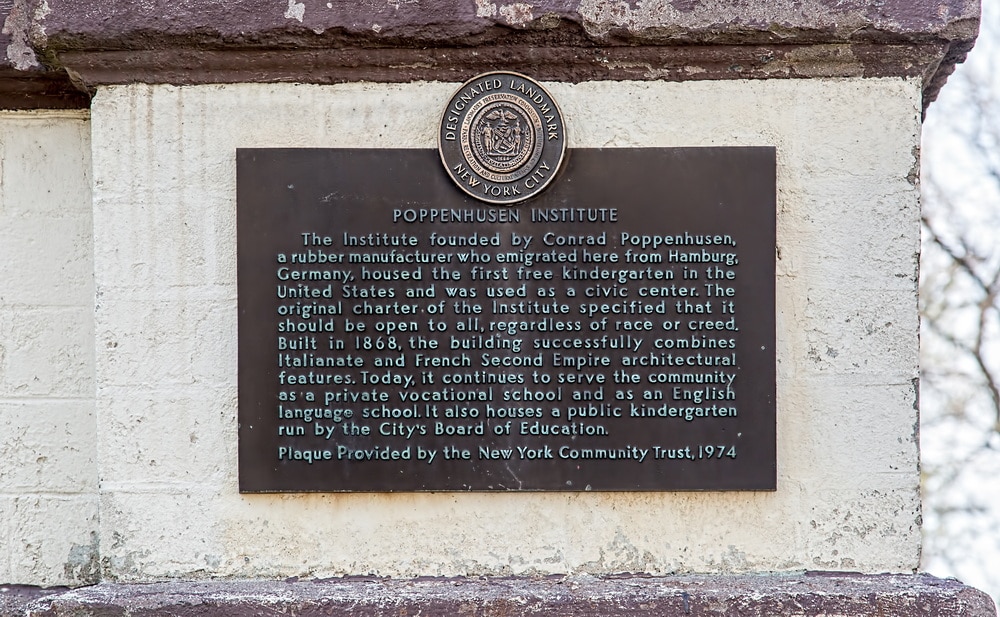 DESIGNATED LANDMARK
NEW YORK CITY
POPPENHUSEN INSTITUTE
The Institute founded by Conrad Poppenhusen,
a rubber manufacturer who emigrated here from Hamburg,
Germany, housed the first free kindergarten in the
United States and was used as a civic center. The
original charter of the Institute specified that it
should be open to all, regardless of race or creed.
Built in 1868, the building successfully combines
Italianate and French Second Empire architectural
features. Today, it continues to serve the community
as a private vocational school and as an English
language school. It also houses a public kindergarten
run by the City's Board of Education.
Plaque Provided by the New York Community Trust, 1974